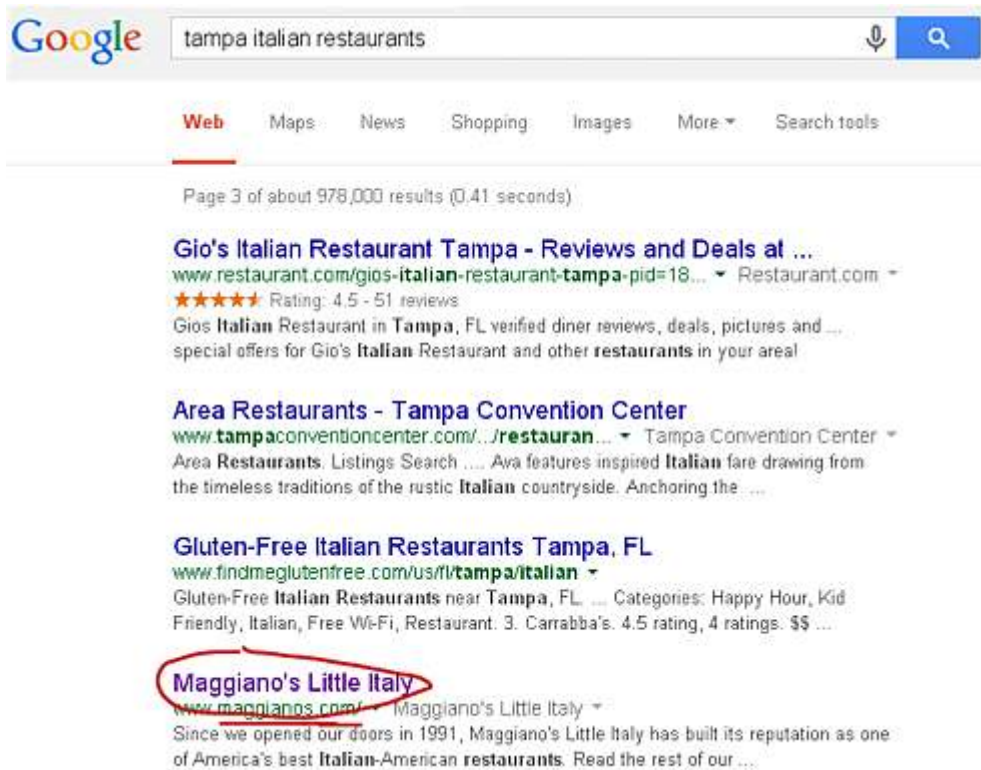 Google tampa italian restaurants
Web Maps News Shopping Images More Search tools
Page 3 of about 978,000 results (0.41 seconds)
Gio's Italian Restaurant Tampa - Reviews and Deals at ...
www.restaurant.com/gios-italian-restaurant-tampa-pid=18... Restaurant.com
Rating: 4.5 - 51 reviews
Gios Italian Restaurant in Tampa, FL verified diner reviews, deals, pictures and ...
special offers for Gio's Italian Restaurant and other restaurants in your area!
Area Restaurants - Tampa Convention Center
www.tampaconventioncenter.com/.../restauran... Tampa Convention Center
Area Restaurants. Listings Search .... Ava features inspired Italian fare drawing from
the timeless traditions of the rustic Italian countryside. Anchoring the ...
Gluten-Free Italian Restaurants Tampa, FL
www.findmeglutenfree.com/us/fl/tampa/italian
Gluten-Free Italian Restaurants near Tampa, FL. ... Categories: Happy Hour, Kid
Friendly, Italian, Free Wi-Fi, Restaurant. 3. Carrabba's. 4.5 rating, 4 ratings. $$ ...
Maggiano's Little Italy
www.maggianos.com/ Maggiano's Little Italy
Since we opened our doors in 1991, Maggiano's Little Italy has built its reputation as one
of America's best Italian-American restaurants. Read the rest of our ...